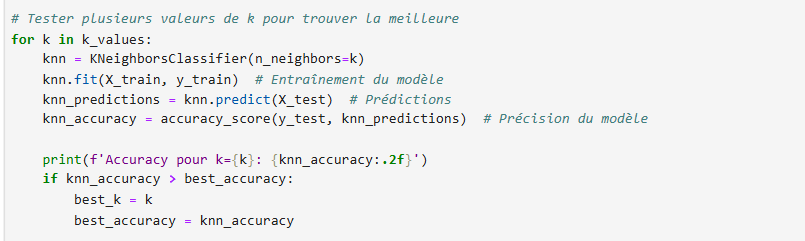 # Tester plusieurs valeurs de k pour trouver la meilleure
for k in k_values:
    knn = KNeighborsClassifier(n_neighbors=k)
    knn.fit(X_train, y_train)  # Entraînement du modèle
    knn_predictions = knn.predict(X_test)  # Prédictions
    knn_accuracy = accuracy_score(y_test, knn_predictions)  # Précision du modèle

    print(f'Accuracy pour k={k}: {knn_accuracy:.2f}')
    if knn_accuracy > best_accuracy:
        best_k = k
        best_accuracy = knn_accuracy